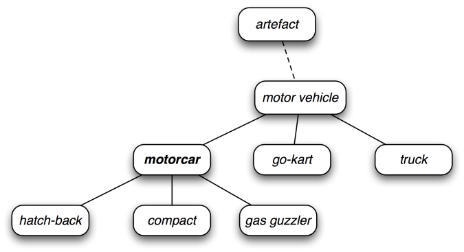 artefact
motor vehicle
motorcar
go-kart
truck
hatch-back
compact
gas guzzler